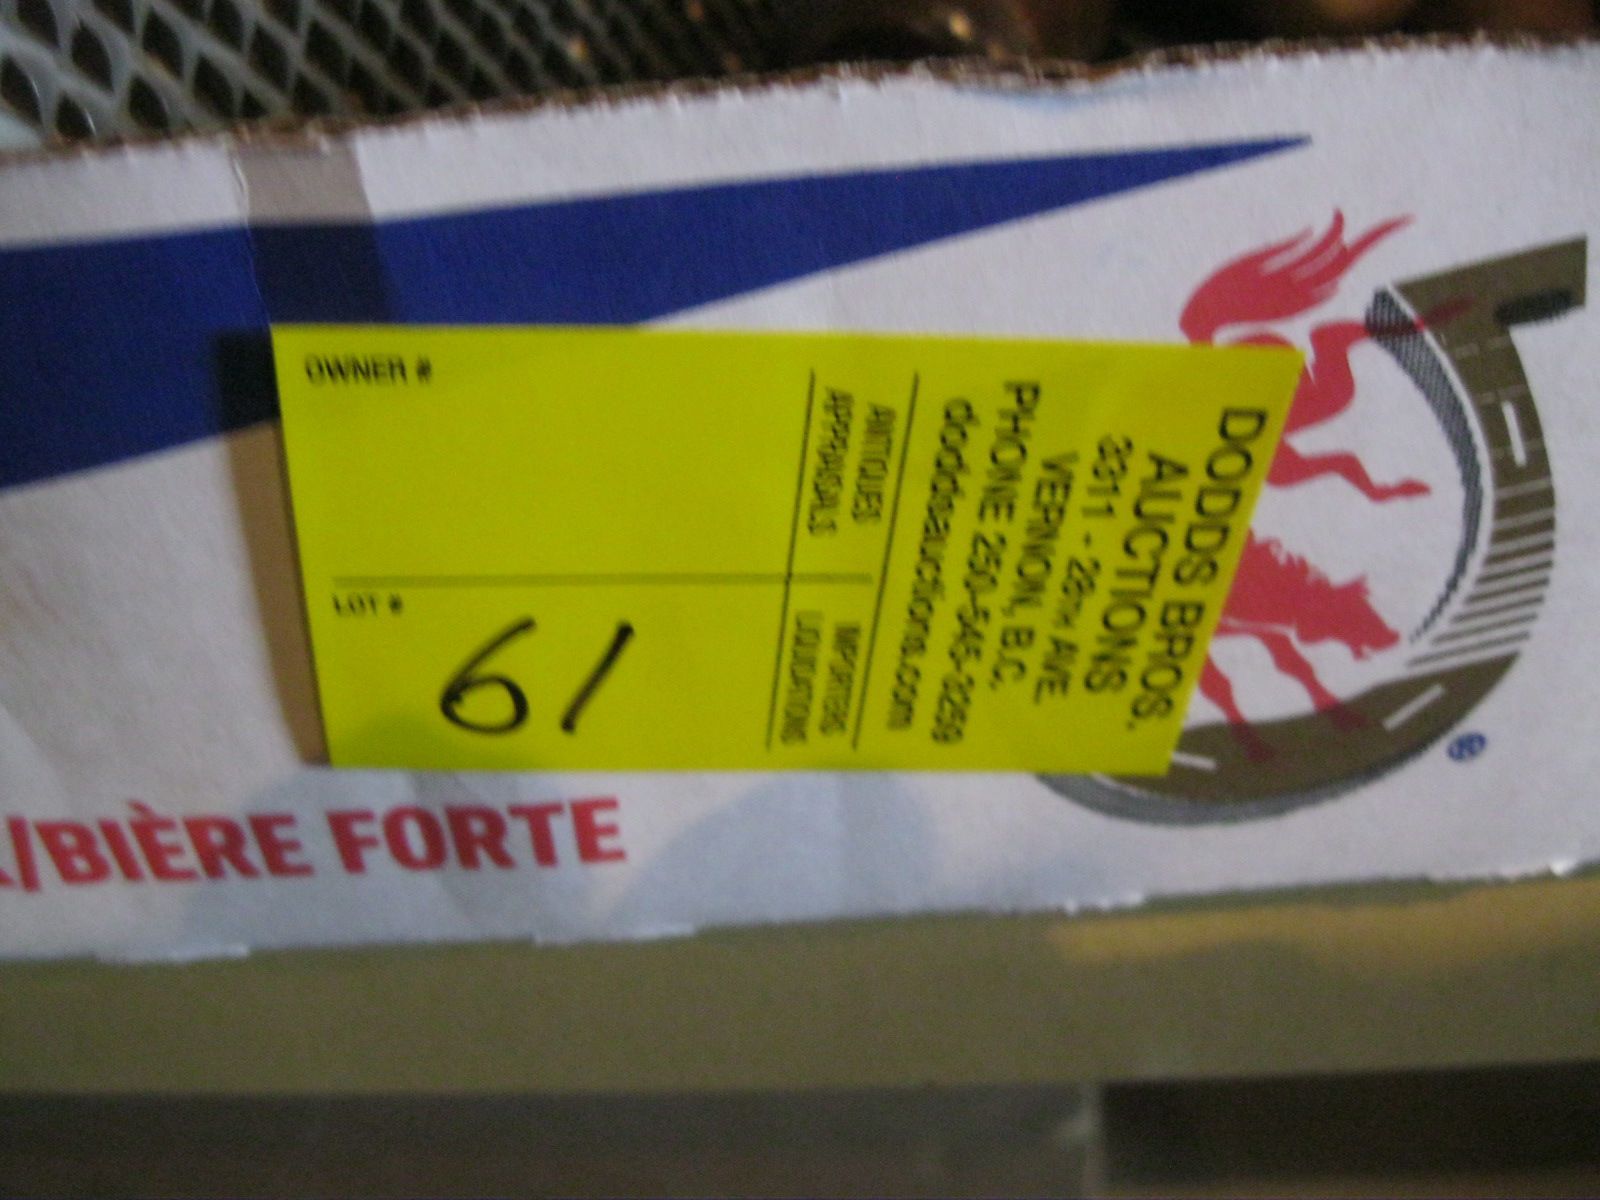 OWNER #
LOT #
61
DODDS BROS.
AUCTIONS
3311 - 28TH AVE
VERNON, B.C.
PHONE 250-545-3259
doddsauctions.com
ANTIQUES
APPRAISALS
IMPORTERS
LIQUIDATIONS
/BIÈRE FORTE
®